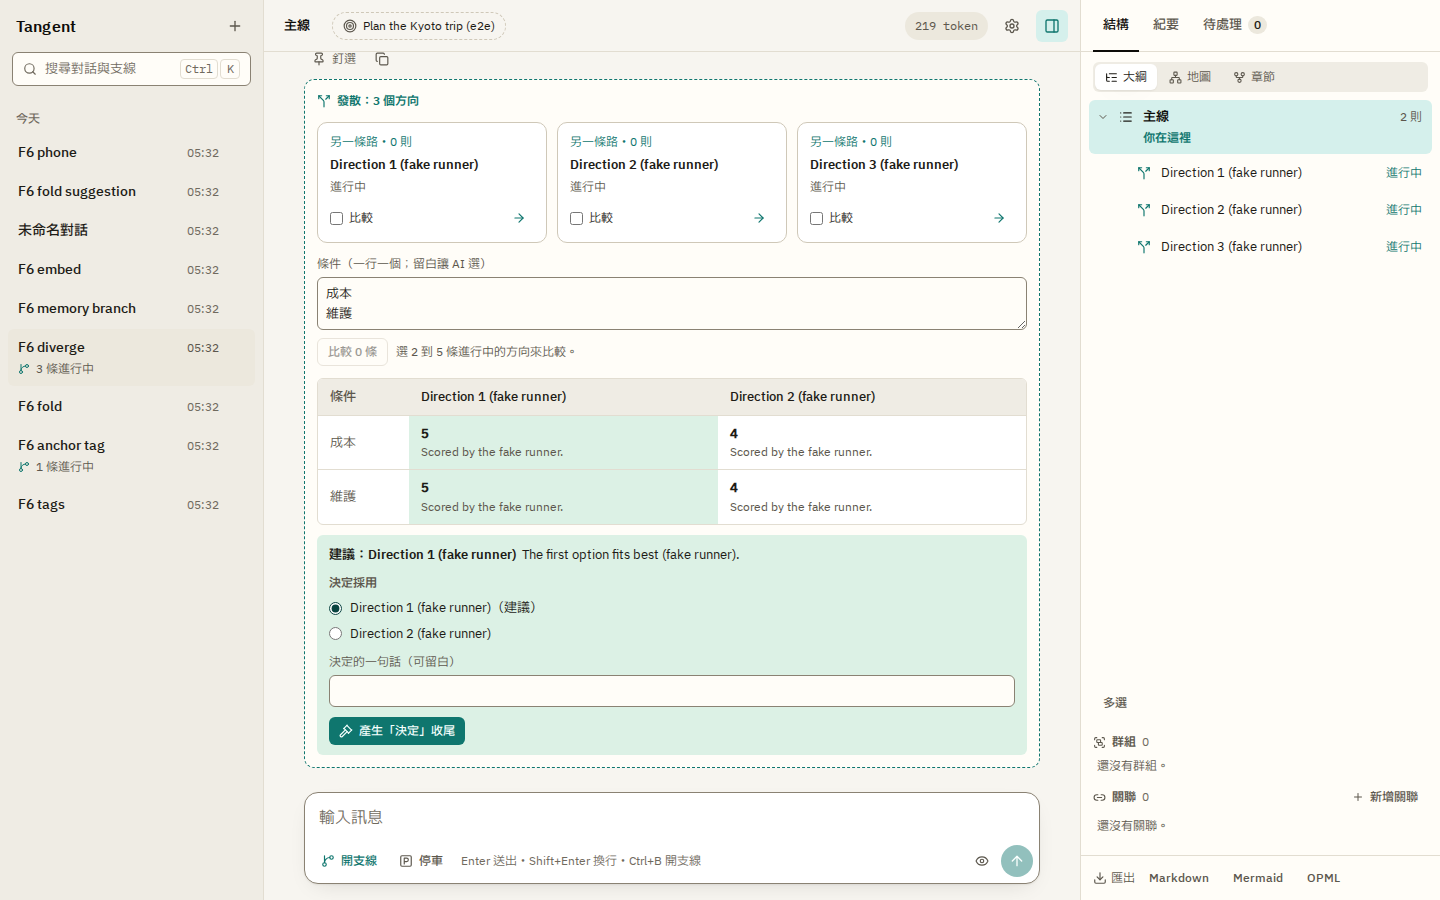 Tangent
搜尋對話與支線 Ctrl K
今天
F6 phone 05:32
F6 fold suggestion 05:32
未命名對話 05:32
F6 embed 05:32
F6 memory branch 05:32
F6 diverge 05:32
3 條進行中
F6 fold 05:32
F6 anchor tag 05:32
1 條進行中
F6 tags 05:32
主線 Plan the Kyoto trip (e2e) 219 token
釘選
發散：3 個方向
另一條路・0 則
Direction 1 (fake runner)
進行中
比較
另一條路・0 則
Direction 2 (fake runner)
進行中
比較
另一條路・0 則
Direction 3 (fake runner)
進行中
比較
條件（一行一個；留白讓 AI 選）
成本
維護
比較 0 條 選 2 到 5 條進行中的方向來比較。
條件 Direction 1 (fake runner) Direction 2 (fake runner)
成本 5 4
Scored by the fake runner. Scored by the fake runner.
維護 5 4
Scored by the fake runner. Scored by the fake runner.
建議：Direction 1 (fake runner) The first option fits best (fake runner).
決定採用
Direction 1 (fake runner)（建議）
Direction 2 (fake runner)
決定的一句話（可留白）
產生「決定」收尾
輸入訊息
開支線 P 停車 Enter 送出・Shift+Enter 換行・Ctrl+B 開支線
結構 紀要 待處理 0
大綱 地圖 章節
主線 2 則
你在這裡
Direction 1 (fake runner) 進行中
Direction 2 (fake runner) 進行中
Direction 3 (fake runner) 進行中
多選
群組 0
還沒有群組。
關聯 0 新增關聯
還沒有關聯。
匯出 Markdown Mermaid OPML